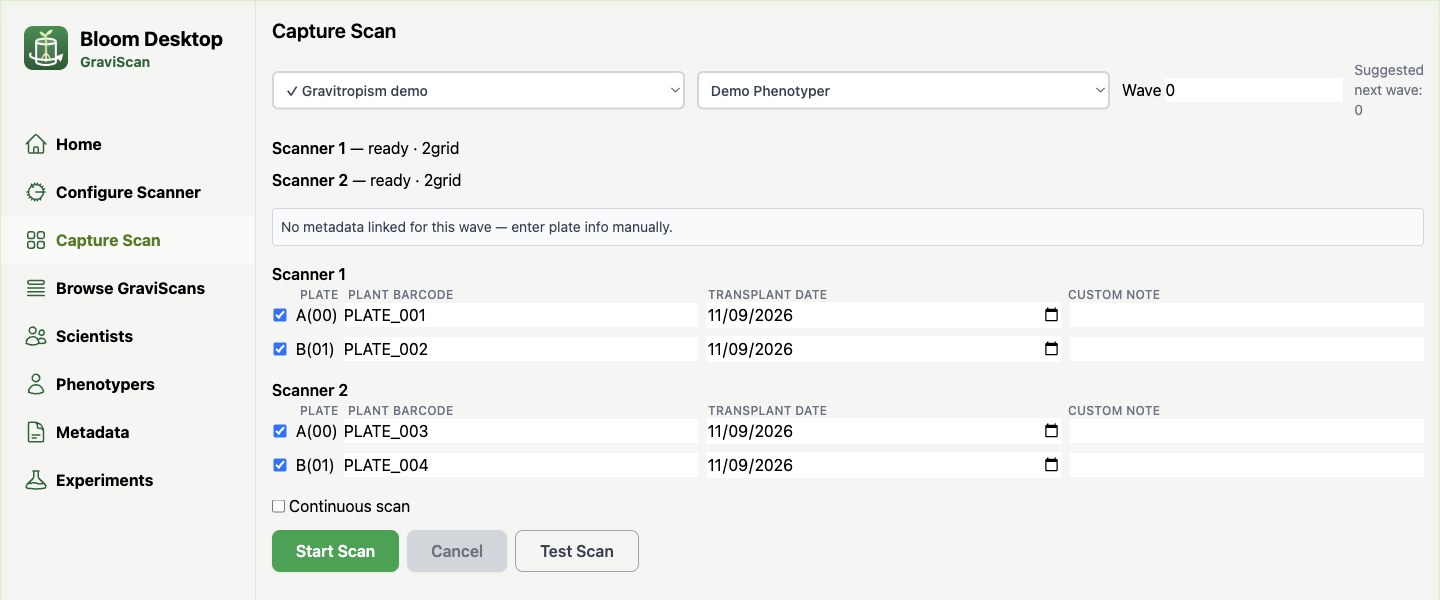 Bloom Desktop
GraviScan
Home
Configure Scanner
Capture Scan
Browse GraviScans
Scientists
Phenotypers
Metadata
Experiments
Capture Scan
✓ Gravitropism demo
Demo Phenotyper
Wave 0
Suggested
next wave:
0
Scanner 1 — ready · 2grid
Scanner 2 — ready · 2grid
No metadata linked for this wave — enter plate info manually.
Scanner 1
PLATE PLANT BARCODE TRANSPLANT DATE CUSTOM NOTE
A(00) PLATE_001 11/09/2026
B(01) PLATE_002 11/09/2026
Scanner 2
PLATE PLANT BARCODE TRANSPLANT DATE CUSTOM NOTE
A(00) PLATE_003 11/09/2026
B(01) PLATE_004 11/09/2026
Continuous scan
Start Scan Cancel Test Scan